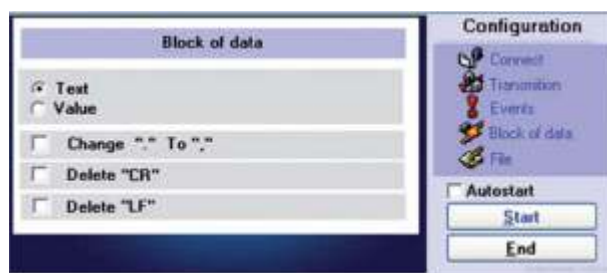 Block of data
Text
Value
Change "." To ","
Delete "CR"
Delete "LF"
Configuration
Connect
Transmition
Events
Block of data
File
Autostart
Start
End